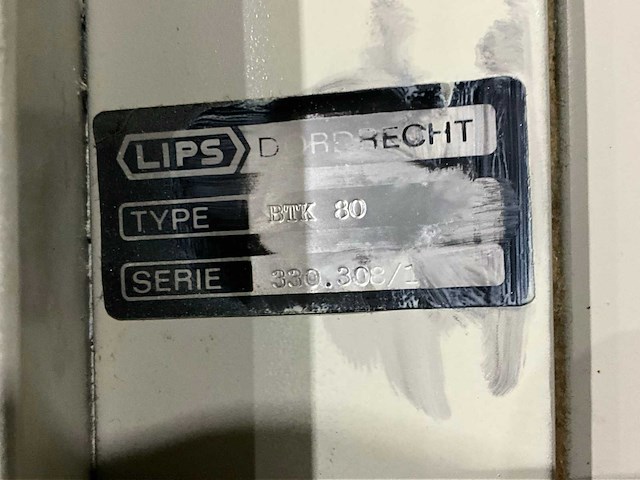 LIPS DORDRECHT
TYPE BTK 80
SERIE 330.308/1